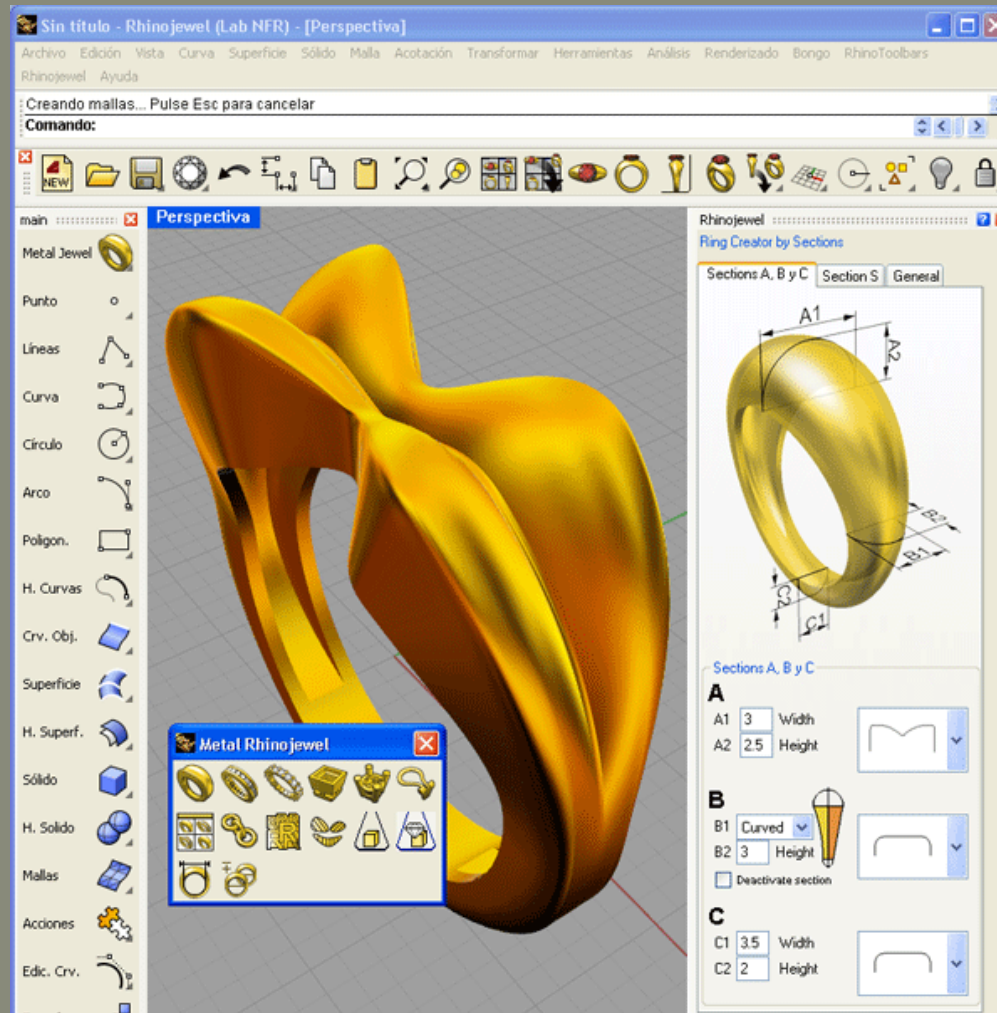 Sin título - Rhinojewel (Lab NFR) - [Perspectiva]
Archivo Edición Vista Curva Superficie Sólido Malla Acotación Transformar Herramientas Análisis Renderizado Bongo RhinoToolbars
Rhinojewel Ayuda
Creando mallas... Pulse Esc para cancelar
Comando:
NEW
main
Metal Jewel
Punto
Líneas
Curva
Círculo
Arco
Poligon.
H. Curvas
Crv. Obj.
Superficie
H. Superf.
Sólido
H. Solido
Mallas
Acciones
Edic. Crv.
Perspectiva
Metal Rhinojewel
Rhinojewel
Ring Creator by Sections
Sections A, B y C Section S General
A1
A2
B2
B1
C2
C1
Sections A, B y C
A
A1 3 Width
A2 2.5 Height
B
B1 Curved
B2 3 Height
Deactivate section
C
C1 3.5 Width
C2 2 Height